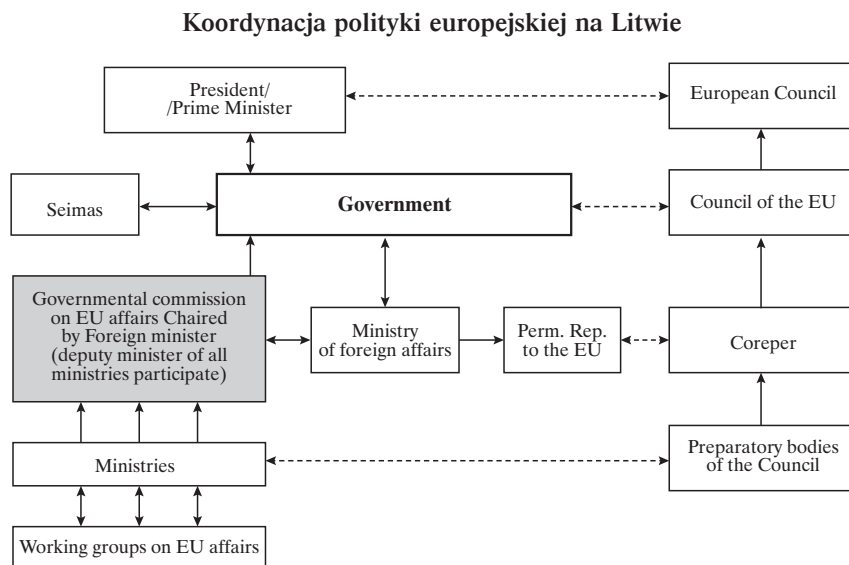 Koordynacja polityki europejskiej na Litwie
President/
/Prime Minister
European Council
Seimas
Government
Council of the EU
Governmental commission
on EU affairs Chaired
by Foreign minister
(deputy minister of all
ministries participate)
Ministry
of foreign affairs
Perm. Rep.
to the EU
Coreper
Ministries
Preparatory bodies
of the Council
Working groups on EU affairs